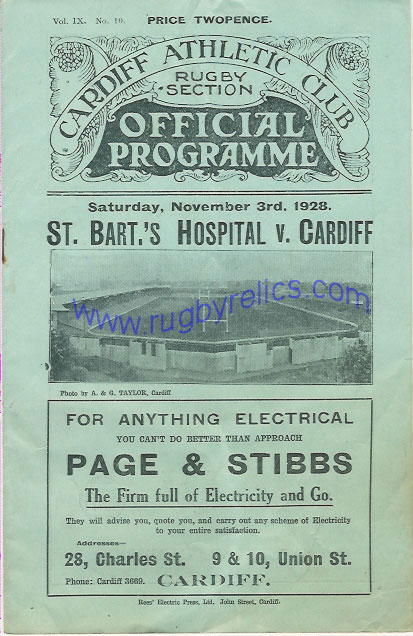 Vol. IX. No. 10. PRICE TWOPENCE.
CARDIFF ATHLETIC CLUB
RUGBY
SECTION
OFFICIAL
PROGRAMME
Saturday, November 3rd, 1928.
ST. BART.'S HOSPITAL V. CARDIFF
www.rugbyrelics.com
Photo by A. & G. TAYLOR, Cardiff
FOR ANYTHING ELECTRICAL
YOU CAN'T DO BETTER THAN APPROACH
PAGE & STIBBS
The Firm full of Electricity and Go.
They will advise you, quote you, and carry out any scheme of Electricity
to your entire satisfaction.
Addresses—
28, Charles St. 9 & 10, Union St.
Phone: Cardiff 3669. CARDIFF.
Rees' Electric Press, Ltd. John Street, Cardiff.